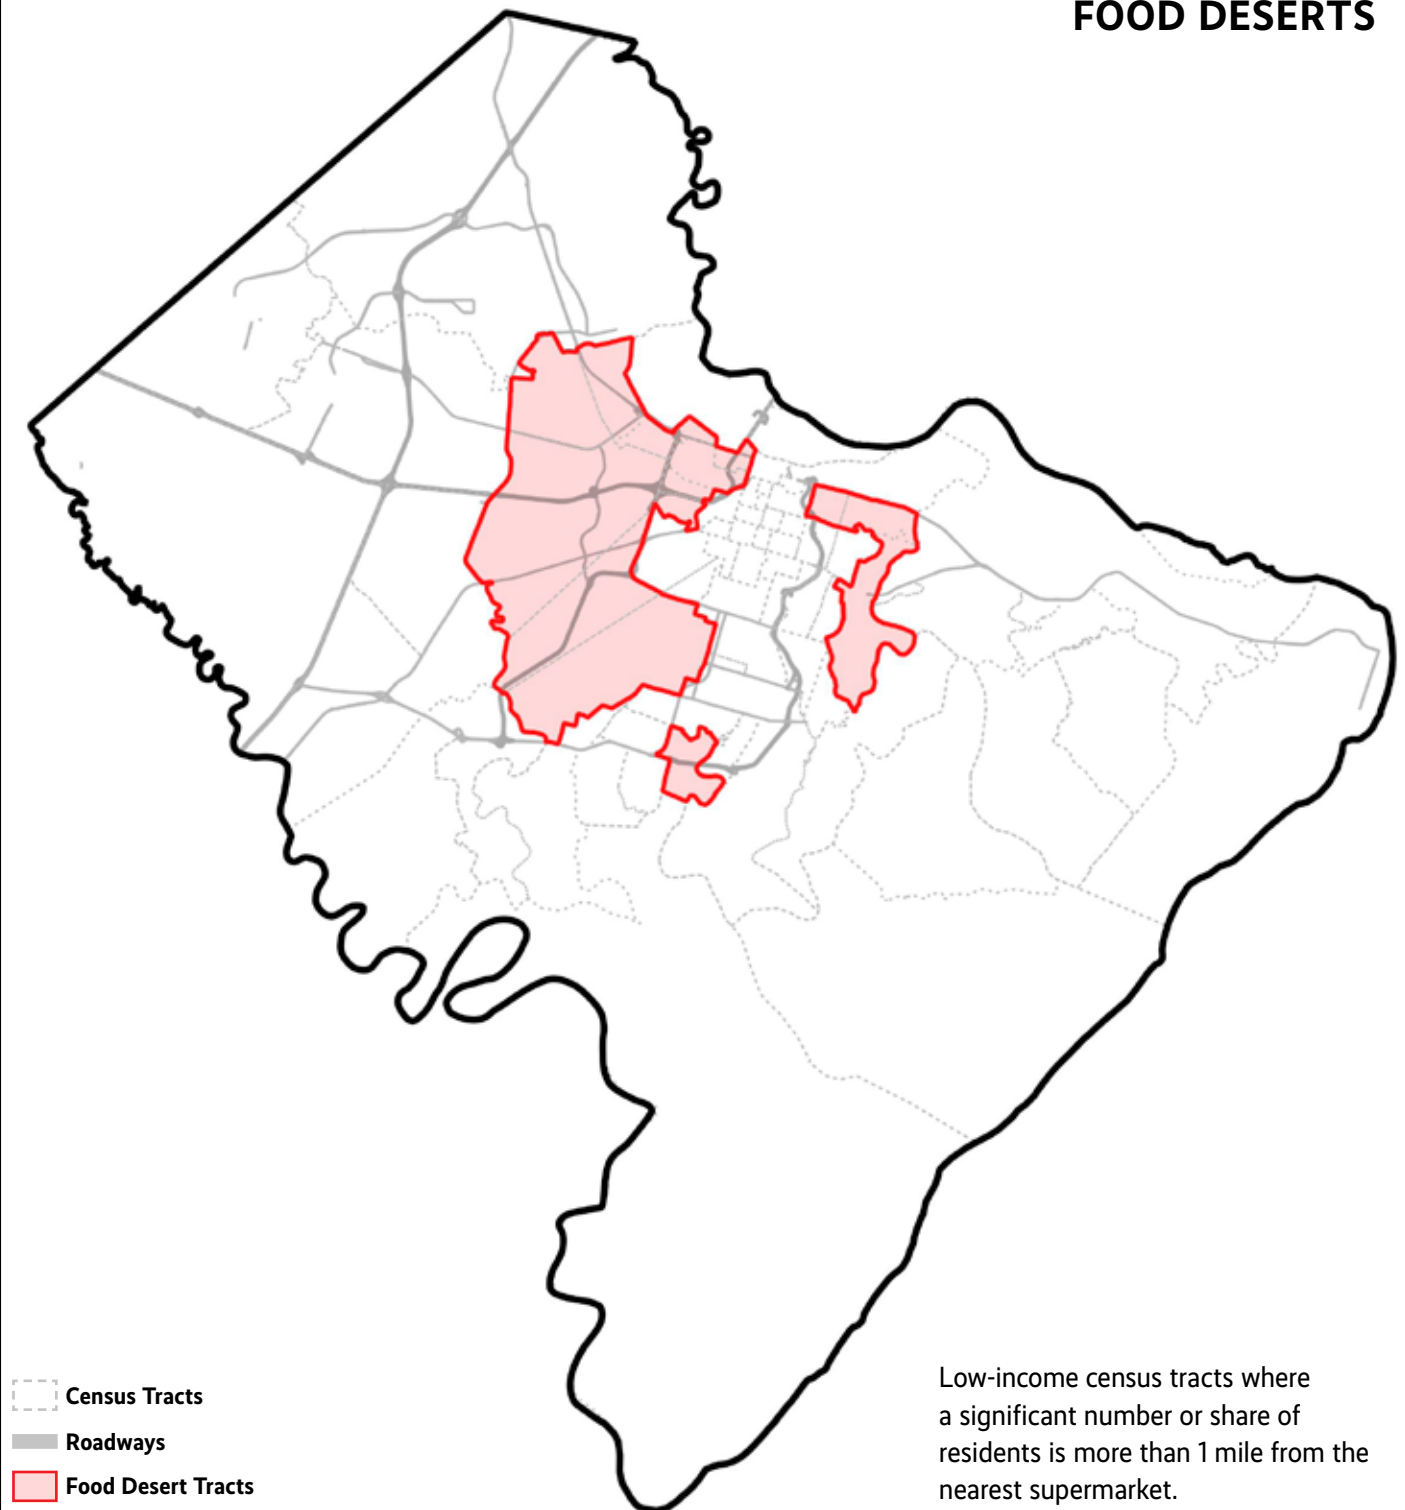 FOOD DESERTS
Census Tracts
Roadways
Food Desert Tracts
Low-income census tracts where
a significant number or share of
residents is more than 1 mile from the
nearest supermarket.